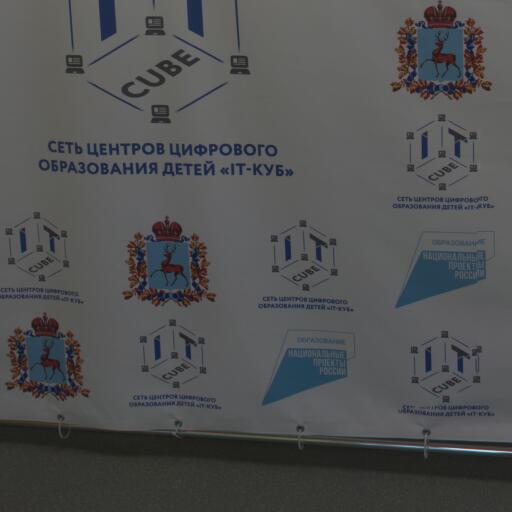 IT
CUBE
СЕТЬ ЦЕНТРОВ ЦИФРОВОГО
ОБРАЗОВАНИЯ ДЕТЕЙ «IT-КУБ»
IT
CUBE
СЕТЬ ЦЕНТРОВ ЦИФРОВОГО
ОБРАЗОВАНИЯ ДЕТЕЙ «IT-КУБ»
IT
CUBE
СЕТЬ ЦЕНТРОВ ЦИФРОВОГО
ОБРАЗОВАНИЯ ДЕТЕЙ «IT-КУБ»
IT
CUBE
СЕТЬ ЦЕНТРОВ ЦИФРОВОГО
ОБРАЗОВАНИЯ ДЕТЕЙ «IT-КУБ»
ОБРАЗОВАНИЕ
НАЦИОНАЛЬНЫЕ
ПРОЕКТЫ
РОССИИ
IT
CUBE
СЕТЬ ЦЕНТРОВ ЦИФРОВОГО
ОБРАЗОВАНИЯ ДЕТЕЙ «IT-КУБ»
ОБРАЗОВАНИЕ
НАЦИОНАЛЬНЫЕ
ПРОЕКТЫ
РОССИИ
IT
CUBE
СЕТЬ ЦЕНТРОВ ЦИФРОВОГО
ОБРАЗОВАНИЯ ДЕТЕЙ «IT-КУБ»